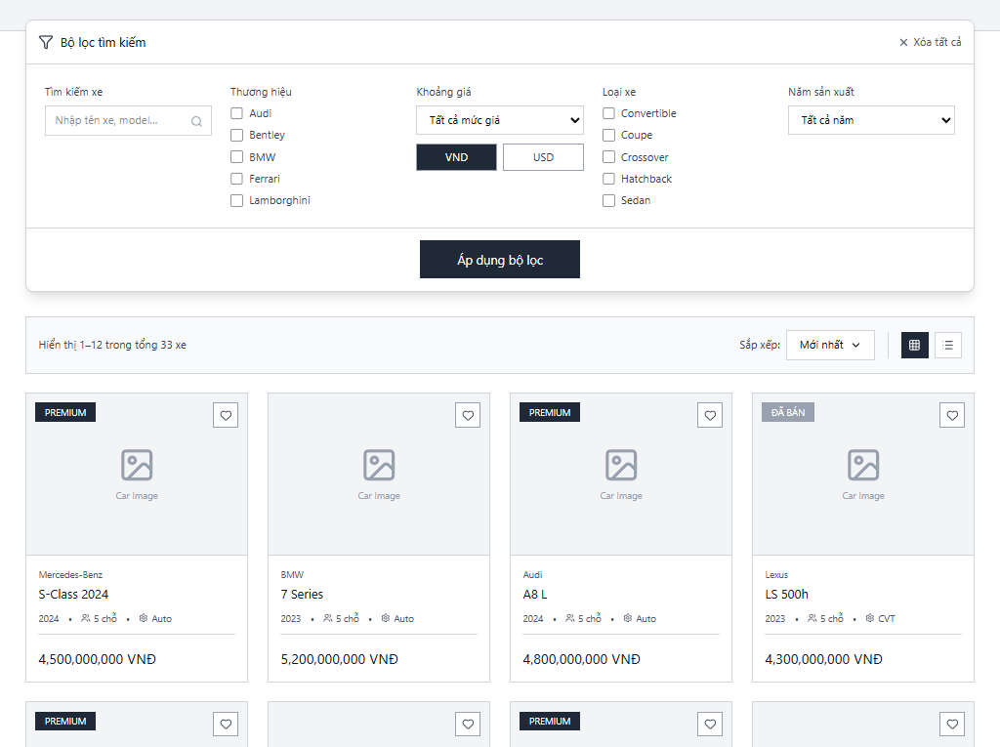 Bộ lọc tìm kiếm
Xóa tất cả
Tìm kiếm xe
Nhập tên xe, model...
Thương hiệu
Audi
Bentley
BMW
Ferrari
Lamborghini
Khoảng giá
Tất cả mức giá
VND
USD
Loại xe
Convertible
Coupe
Crossover
Hatchback
Sedan
Năm sản xuất
Tất cả năm
Áp dụng bộ lọc
Hiển thị 1–12 trong tổng 33 xe
Sắp xếp:
Mới nhất
PREMIUM
Car Image
Mercedes-Benz
S-Class 2024
2024 • 5 chỗ • Auto
4,500,000,000 VNĐ
Car Image
BMW
7 Series
2023 • 5 chỗ • Auto
5,200,000,000 VNĐ
PREMIUM
Car Image
Audi
A8 L
2024 • 5 chỗ • Auto
4,800,000,000 VNĐ
ĐÃ BÁN
Car Image
Lexus
LS 500h
2023 • 5 chỗ • CVT
4,300,000,000 VNĐ
PREMIUM
PREMIUM